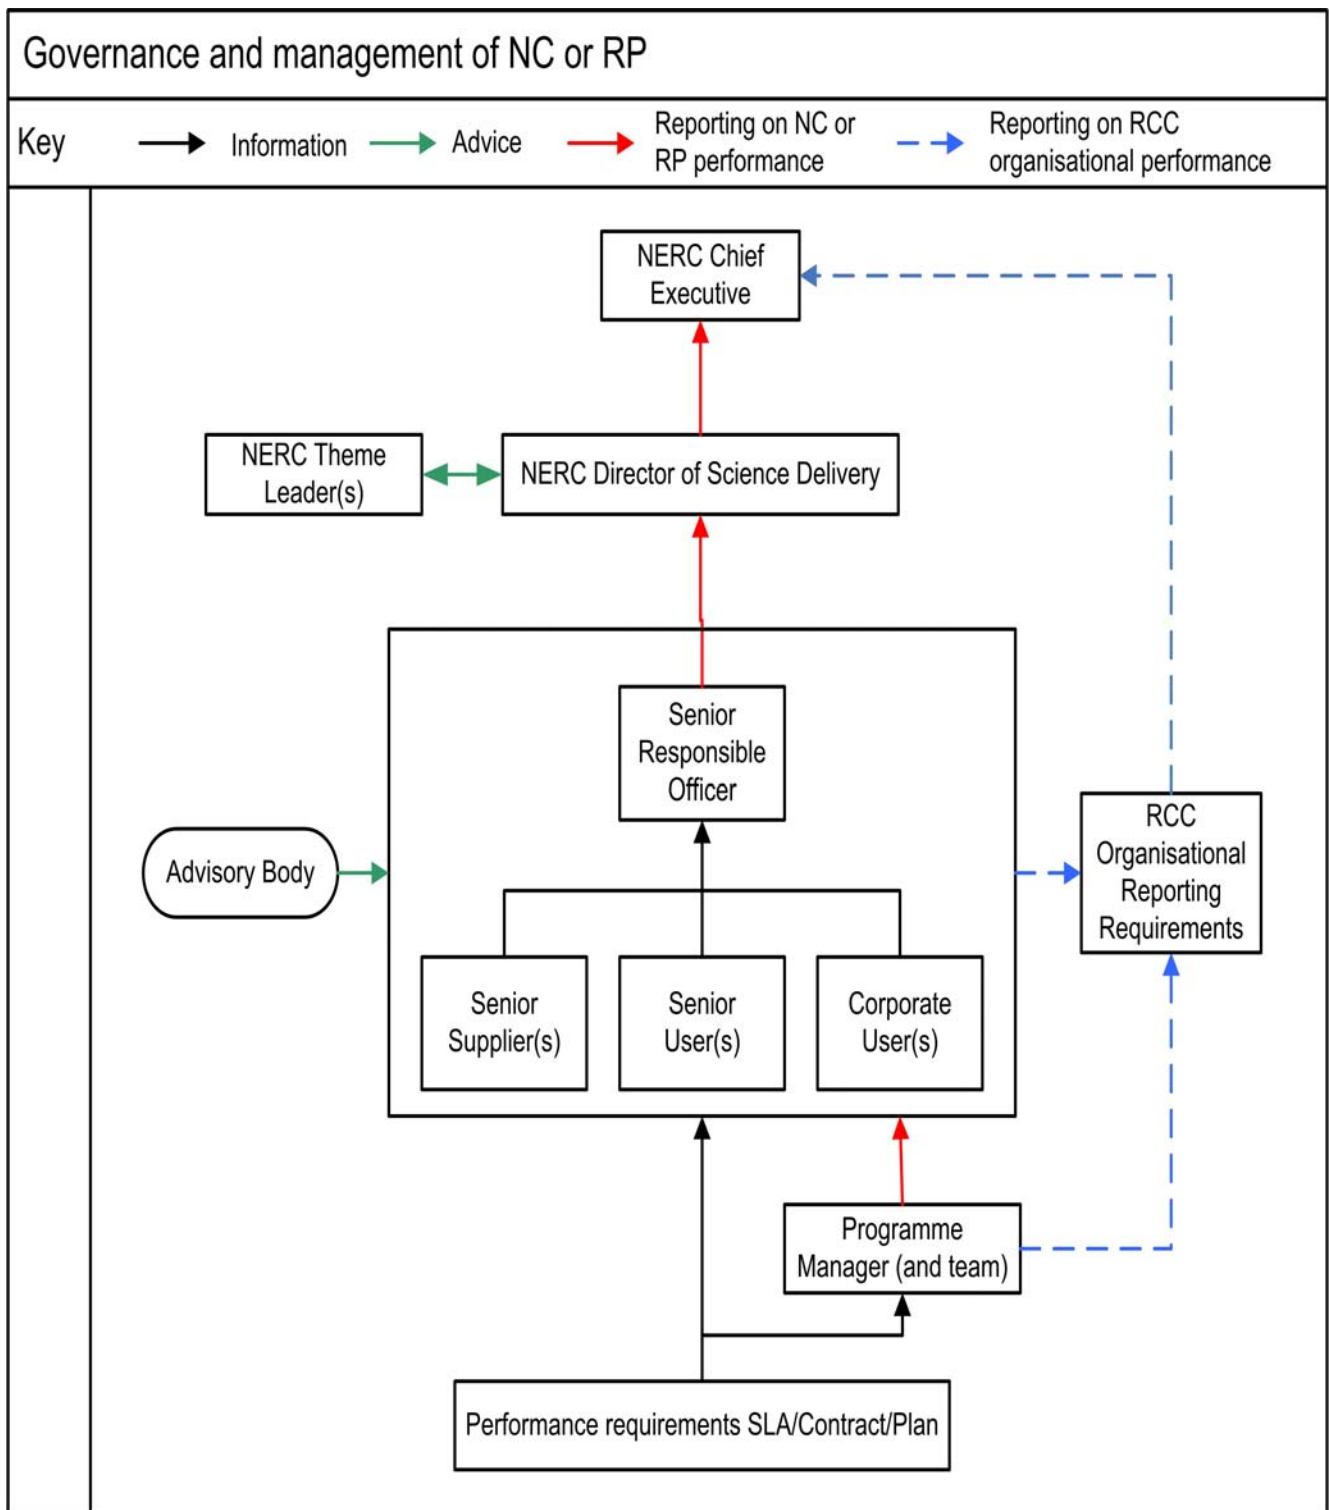 Governance and management of NC or RP
Key
Information
Advice
Reporting on NC or
RP performance
Reporting on RCC
organisational performance
NERC Chief
Executive
NERC Theme
Leader(s)
NERC Director of Science Delivery
Senior
Responsible
Officer
Advisory Body
RCC
Organisational
Reporting
Requirements
Senior
Supplier(s)
Senior
User(s)
Corporate
User(s)
Programme
Manager (and team)
Performance requirements SLA/Contract/Plan